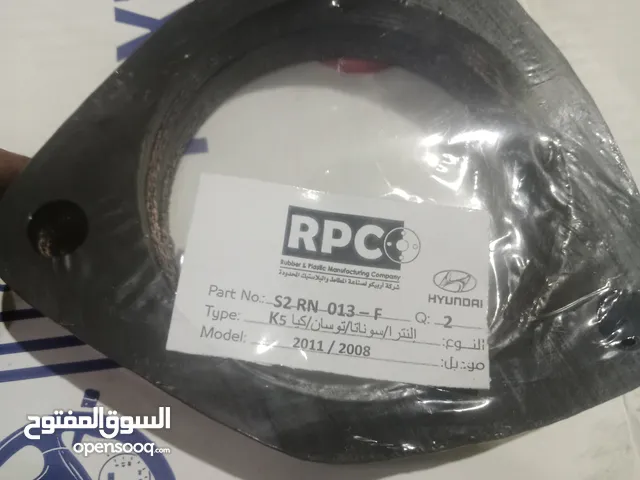 RPC
Rubber & Plastic Manufacturing Company
شركة اروبكو لصناعة المطاط والبلاستيك المحدودة
HYUNDAI
Part No.: S2 RN 013 - F Q: 2
Type: النترا/سوناتا/توسان/كيا K5 النوع:
Model: 2011 / 2008 موديل:
السوق المفتوح
opensooq.com